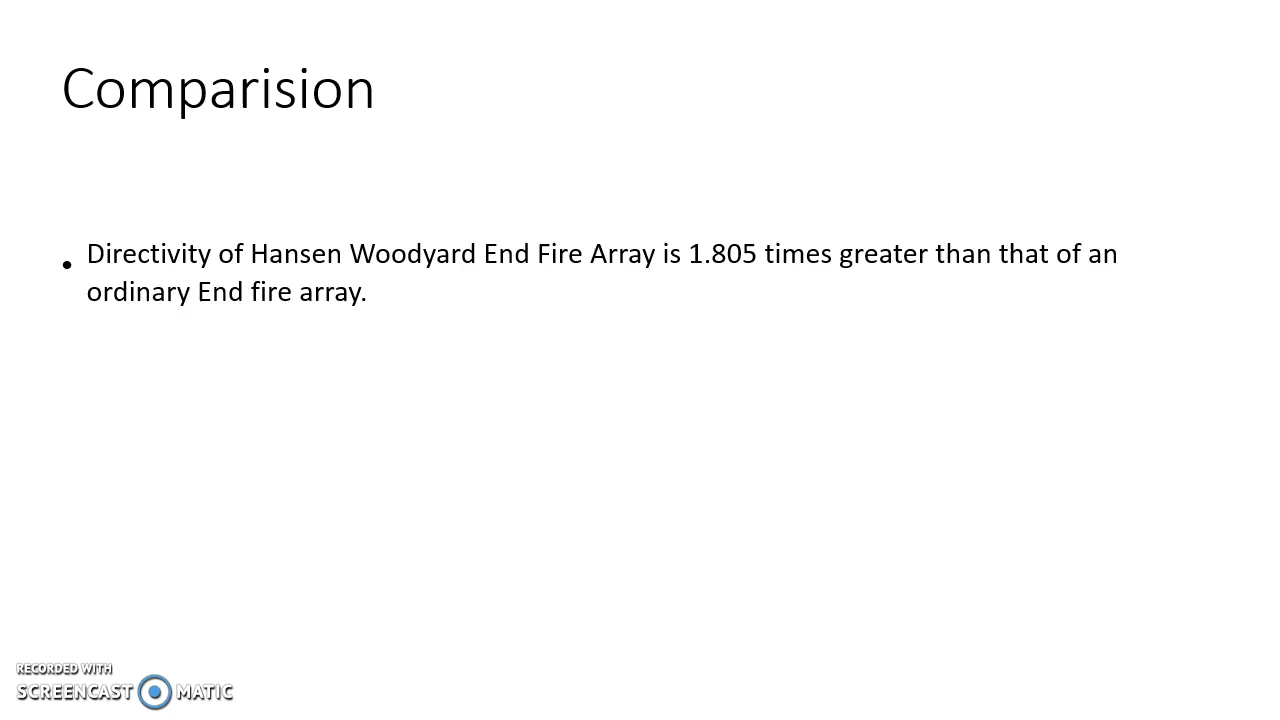 Comparision
• Directivity of Hansen Woodyard End Fire Array is 1.805 times greater than that of an
ordinary End fire array.
RECORDED WITH
SCREENCAST MATIC